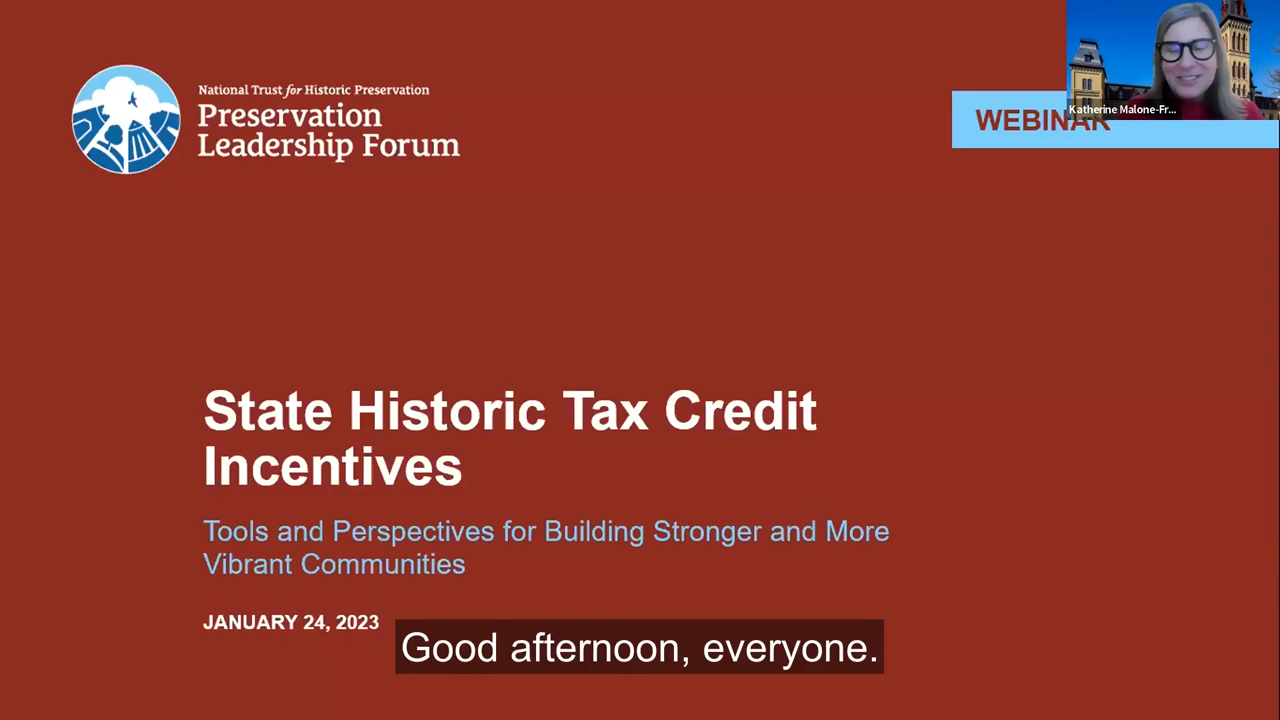 National Trust for Historic Preservation
Preservation
Leadership Forum
WEBINAR
Katherine Malone-Fr...
State Historic Tax Credit
Incentives
Tools and Perspectives for Building Stronger and More
Vibrant Communities
JANUARY 24, 2023
Good afternoon, everyone.